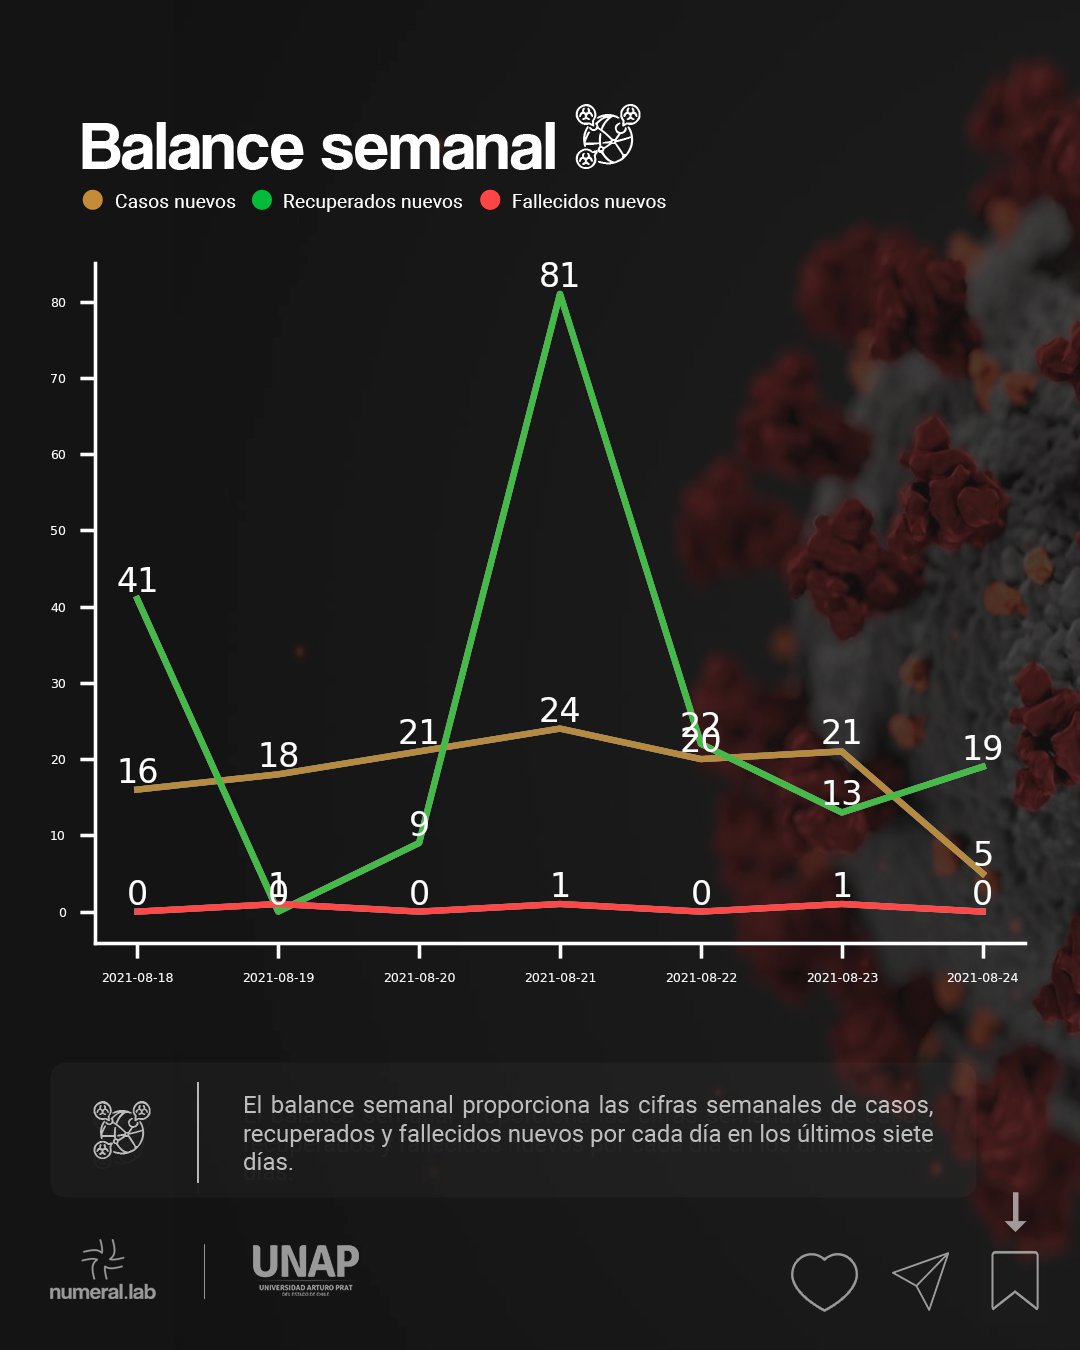 Balance semanal
Casos nuevos Recuperados nuevos Fallecidos nuevos
81
80
70
60
50
41
40
30
24
22
21 21
20
20
19
18
16
13
10
9
5
1 1 1
0 0 0 0 0
0
2021-08-18 2021-08-19 2021-08-20 2021-08-21 2021-08-22 2021-08-23 2021-08-24
El balance semanal proporciona las cifras semanales de casos,
recuperados y fallecidos nuevos por cada día en los últimos siete
días.
numeral.lab
UNAP
UNIVERSIDAD ARTURO PRAT
DEL ESTADO DE CHILE